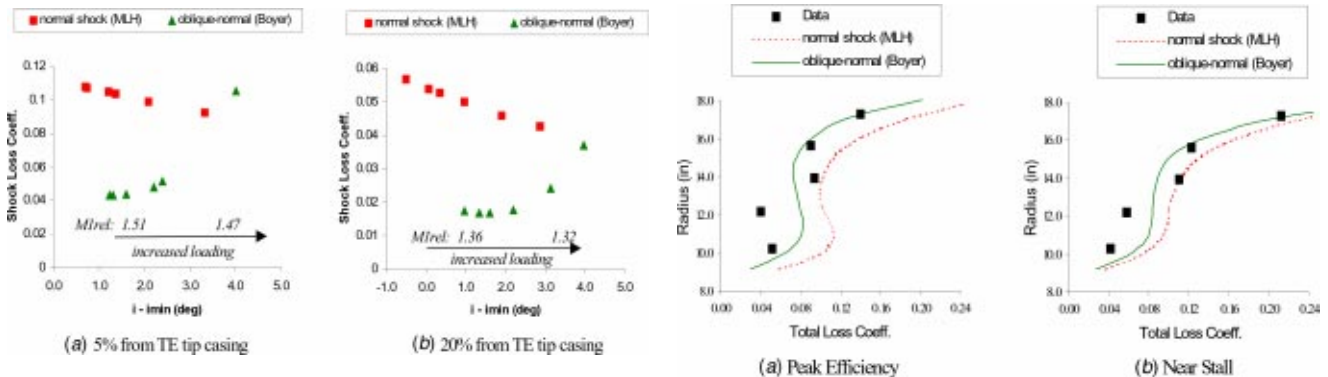 normal shock (MLH) oblique-normal (Boyer)
Shock Loss Coeff.
0.12
0.1
0.08
0.06
0.04
0.02
0
M1rel: 1.51 1.47
increased loading
0.0 1.0 2.0 3.0 4.0 5.0
i - imin (deg)
(a) 5% from TE tip casing
normal shock (MLH) oblique-normal (Boyer)
Shock Loss Coeff.
0.06
0.05
0.04
0.03
0.02
0.01
0
M1rel: 1.36 1.32
increased loading
-1.0 0.0 1.0 2.0 3.0 4.0 5.0
i - imin (deg)
(b) 20% from TE tip casing
Data
normal shock (MLH)
oblique-normal (Boyer)
Radius (in)
18.0
16.0
14.0
12.0
10.0
8.0
0.00 0.04 0.08 0.12 0.16 0.20 0.24
Total Loss Coeff.
(a) Peak Efficiency
Data
normal shock (MLH)
oblique-normal (Boyer)
Radius (in)
18.0
16.0
14.0
12.0
10.0
8.0
0.00 0.04 0.08 0.12 0.16 0.20 0.24
Total Loss Coeff.
(b) Near Stall